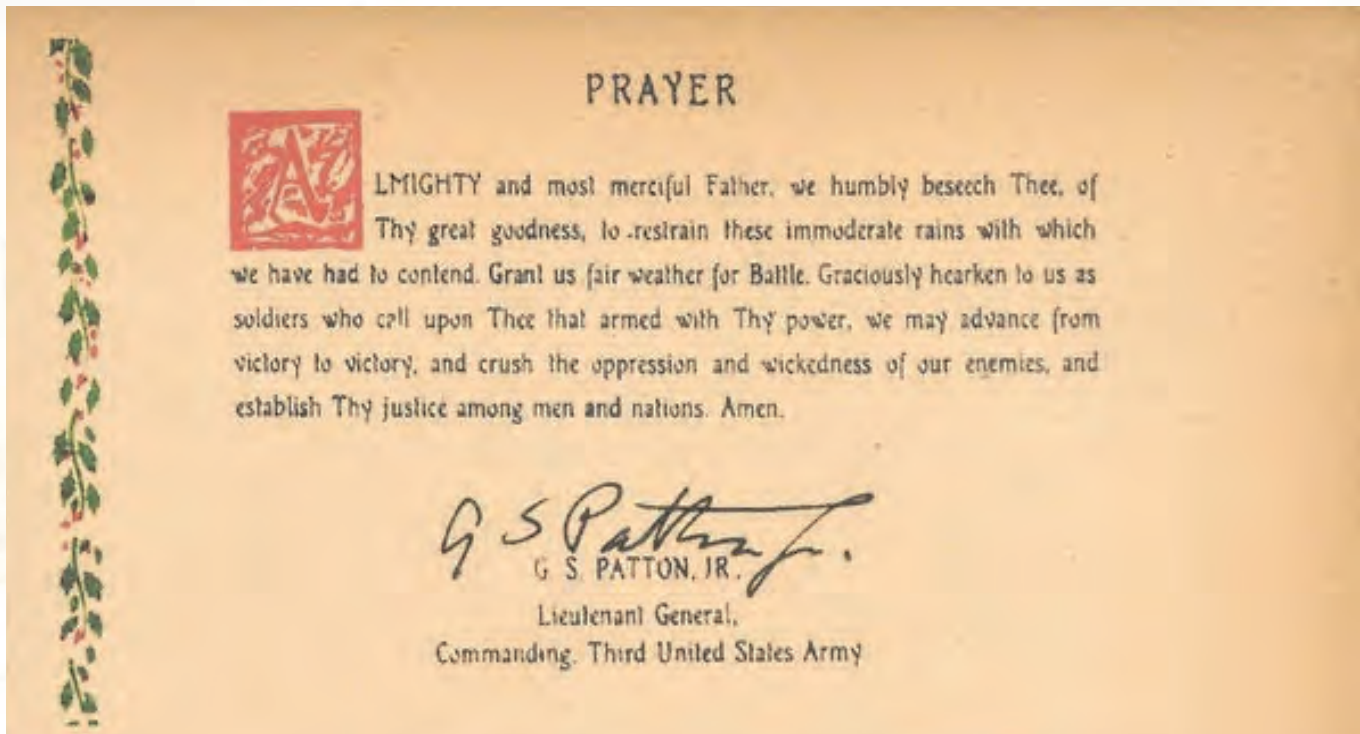 PRAYER
ALMIGHTY and most merciful Father, we humbly beseech Thee, of
Thy great goodness, to restrain these immoderate rains with which
we have had to contend. Grant us fair weather for Battle. Graciously hearken to us as
soldiers who call upon Thee that armed with Thy power, we may advance from
victory to victory, and crush the oppression and wickedness of our enemies, and
establish Thy justice among men and nations. Amen.
G S Patton Jr.
G. S. PATTON, JR.
Lieutenant General,
Commanding, Third United States Army